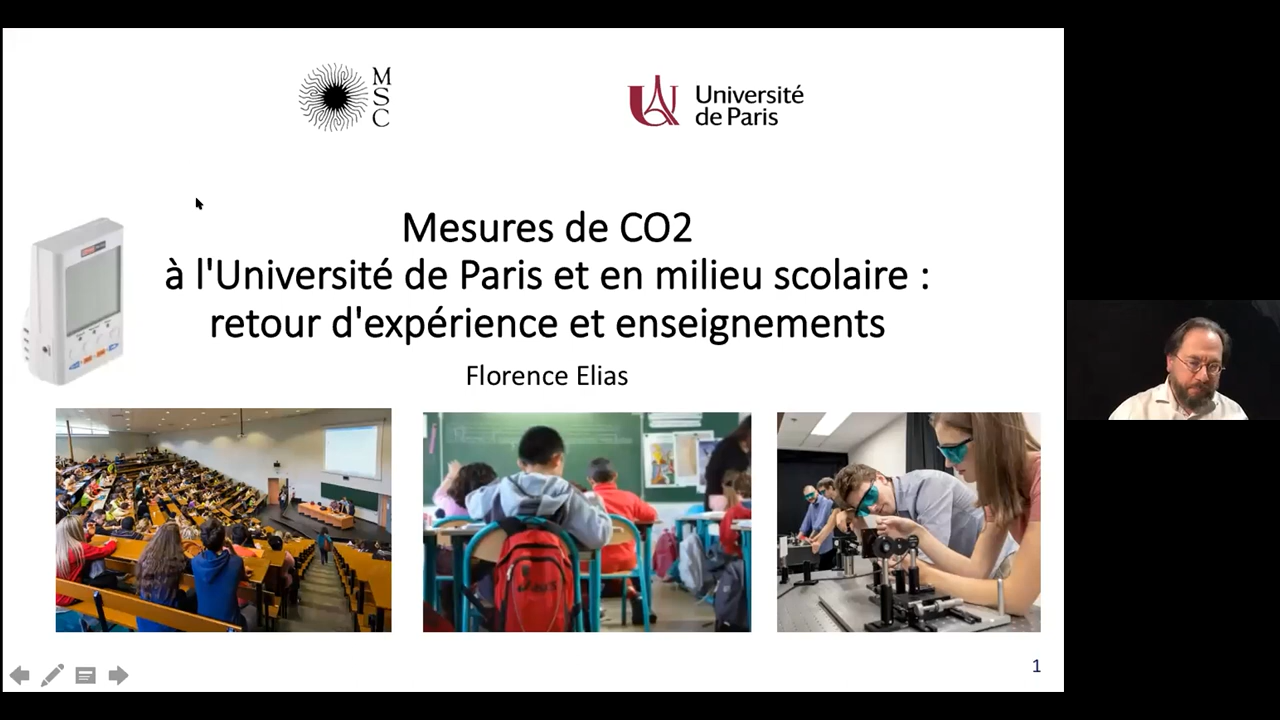 M
S
C
Université
de Paris
Mesures de CO2
à l'Université de Paris et en milieu scolaire :
retour d'expérience et enseignements
Florence Elias
1